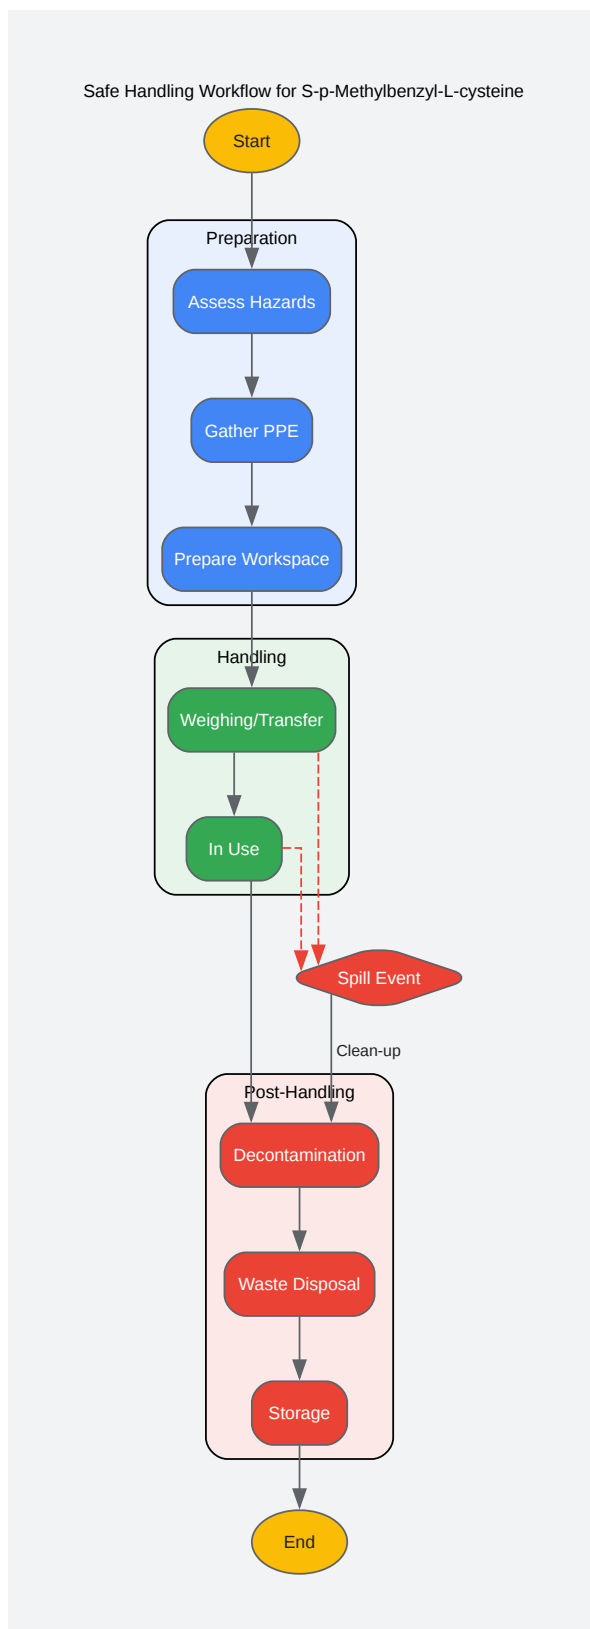 Safe Handling Workflow for S-p-Methylbenzyl-L-cysteine
Start
Preparation
Assess Hazards
Gather PPE
Prepare Workspace
Handling
Weighing/Transfer
In Use
Spill Event
Clean-up
Post-Handling
Decontamination
Waste Disposal
Storage
End